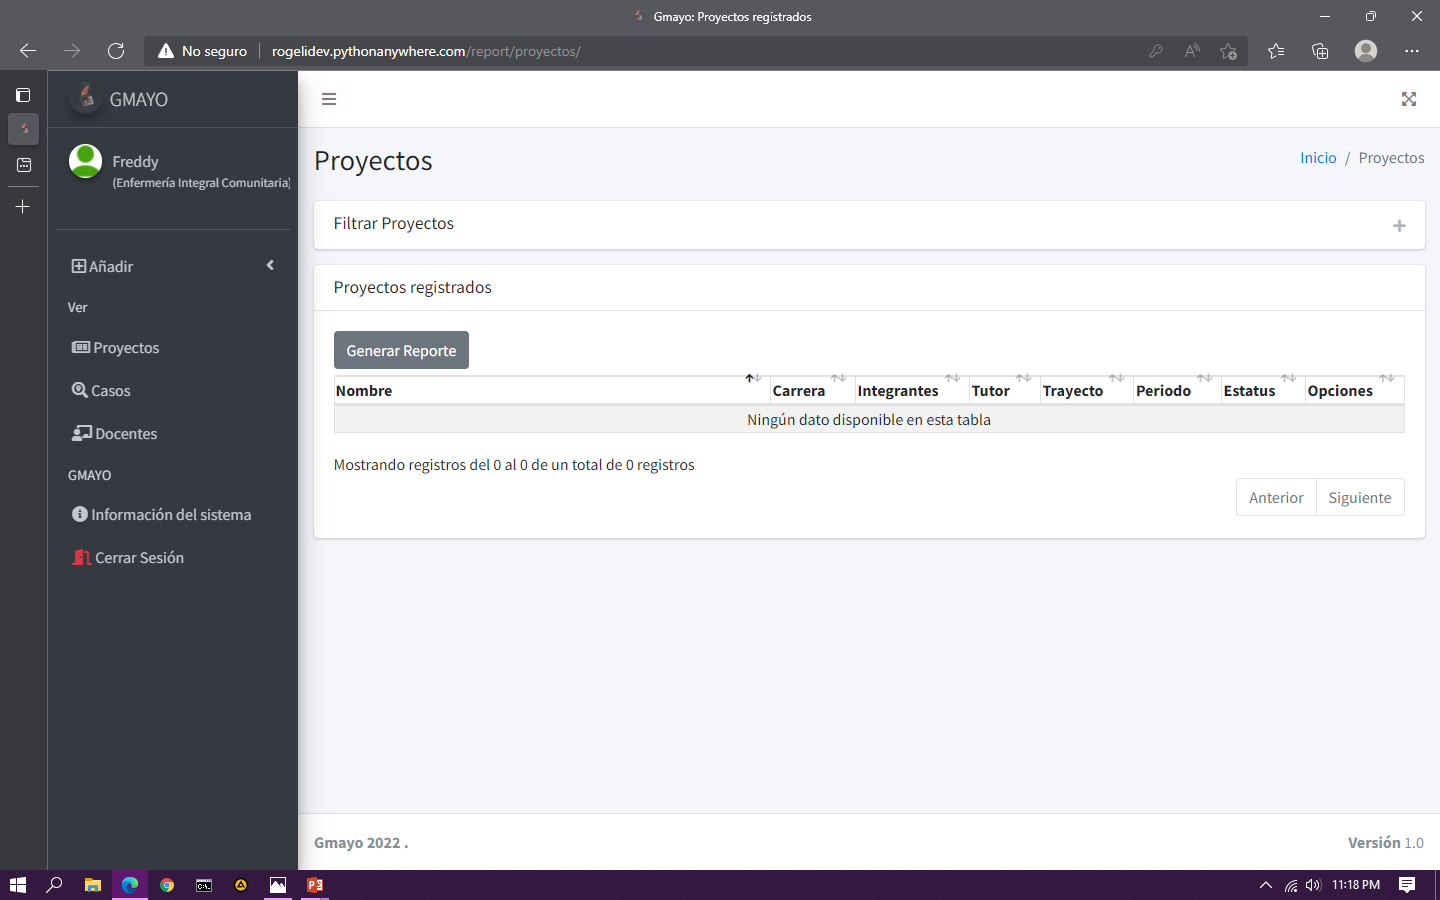 Gmayo: Proyectos registrados
No seguro
rogelidev.pythonanywhere.com/report/proyectos/
GMAYO
Freddy
(Enfermería Integral Comunitaria)
Añadir
Ver
Proyectos
Casos
Docentes
GMAYO
Información del sistema
Cerrar Sesión
Proyectos
Inicio / Proyectos
Filtrar Proyectos
Proyectos registrados
Generar Reporte
Nombre Carrera Integrantes Tutor Trayecto Periodo Estatus Opciones
Ningún dato disponible en esta tabla
Mostrando registros del 0 al 0 de un total de 0 registros
Anterior Siguiente
Gmayo 2022 .
Versión 1.0
11:18 PM